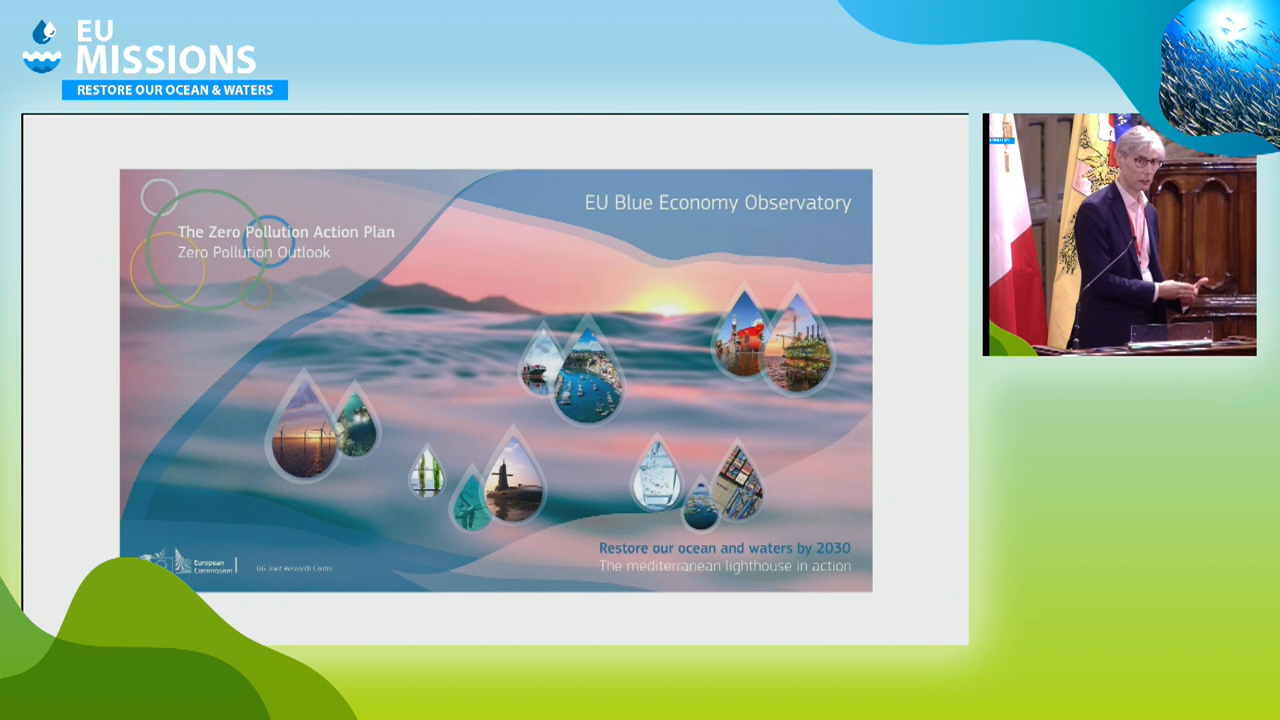 EU
MISSIONS
RESTORE OUR OCEAN & WATERS
The Zero Pollution Action Plan
Zero Pollution Outlook
EU Blue Economy Observatory
Restore our ocean and waters by 2030
The mediterranean lighthouse in action
European
Commission
DG Joint Research Centre